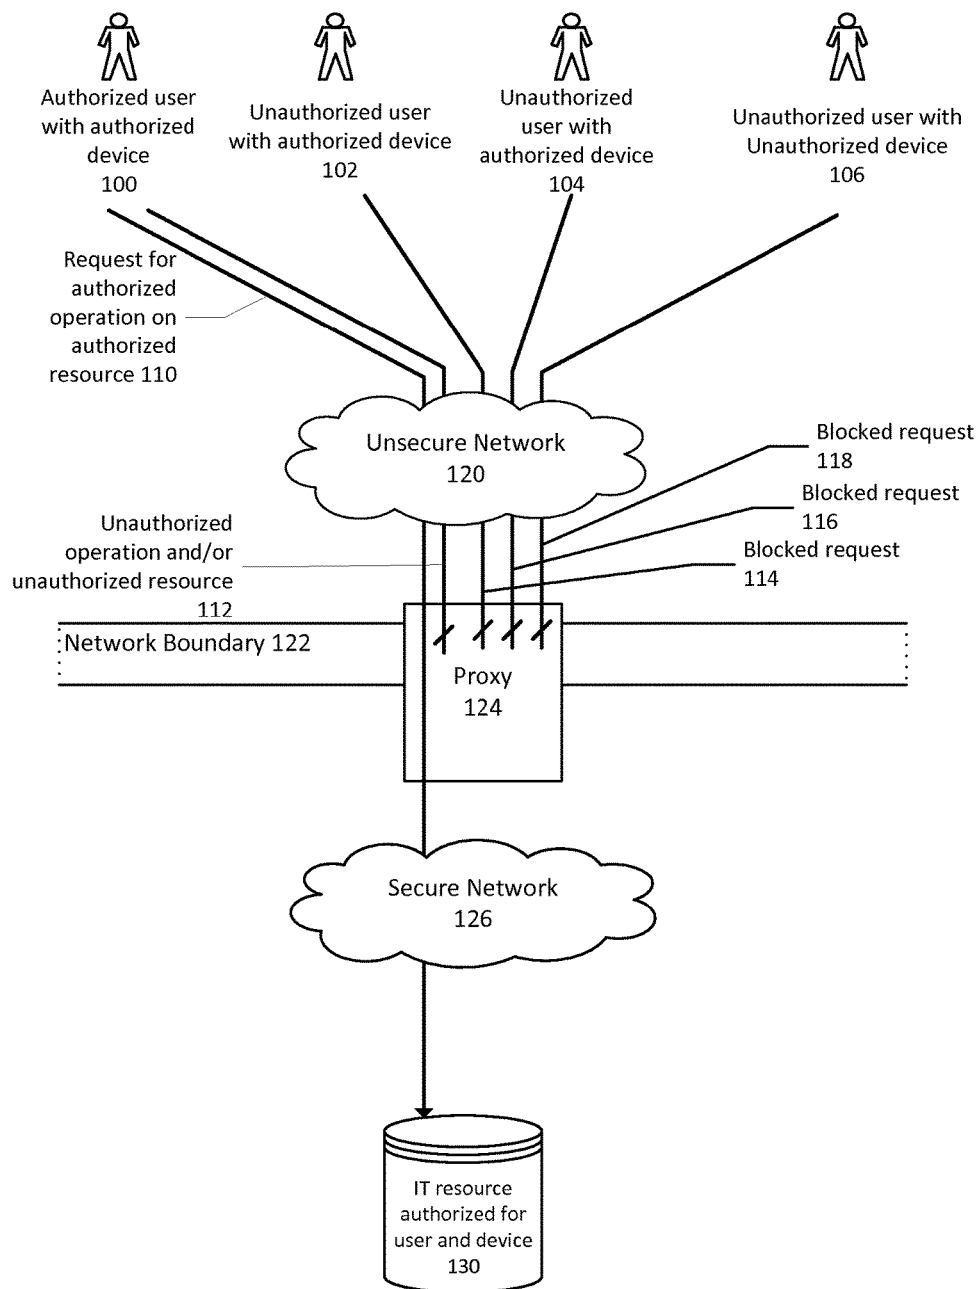 Authorized user
with authorized
device
100
Unauthorized user
with authorized device
102
Unauthorized
user with
authorized device
104
Unauthorized user with
Unauthorized device
106
Request for
authorized
operation on
authorized
resource 110
Unsecure Network
120
Blocked request
118
Blocked request
116
Blocked request
114
Unauthorized
operation and/or
unauthorized resource
112
Network Boundary 122
Proxy
124
Secure Network
126
IT resource
authorized for
user and device
130